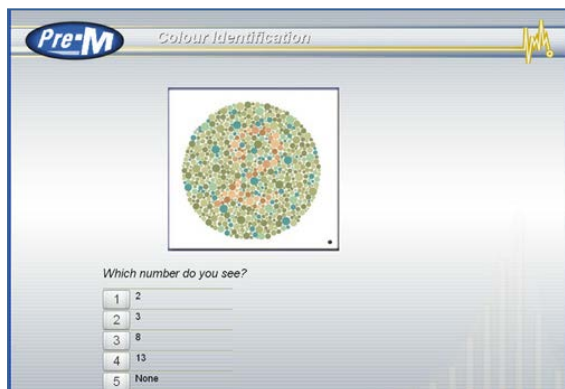 Pre-M
Colour Identification
Which number do you see?
1 2
2 3
3 8
4 13
5 None